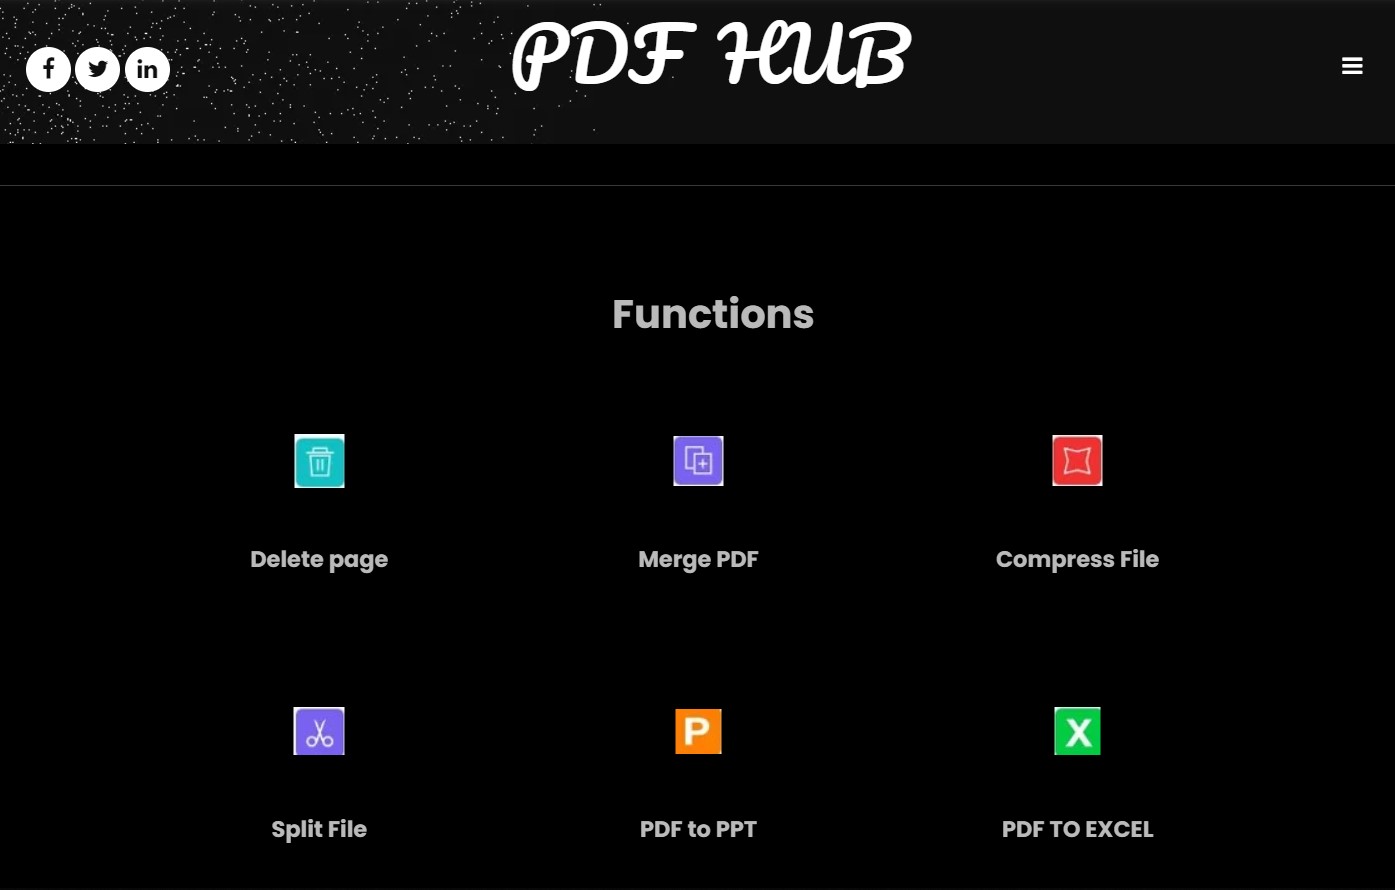 PDF HUB
f in
Functions
Delete page Merge PDF Compress File
P X
Split File PDF to PPT PDF TO EXCEL